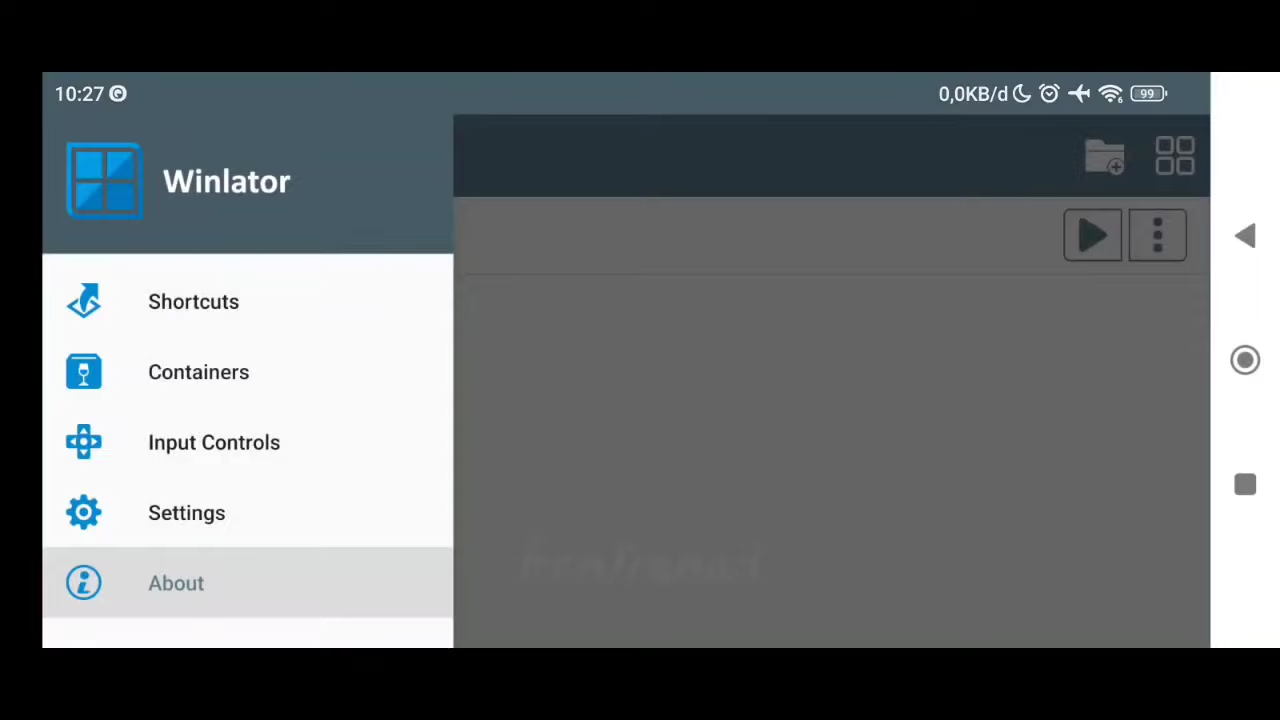 10:27
0,0KB/d
99
Winlator
Shortcuts
Containers
Input Controls
Settings
About